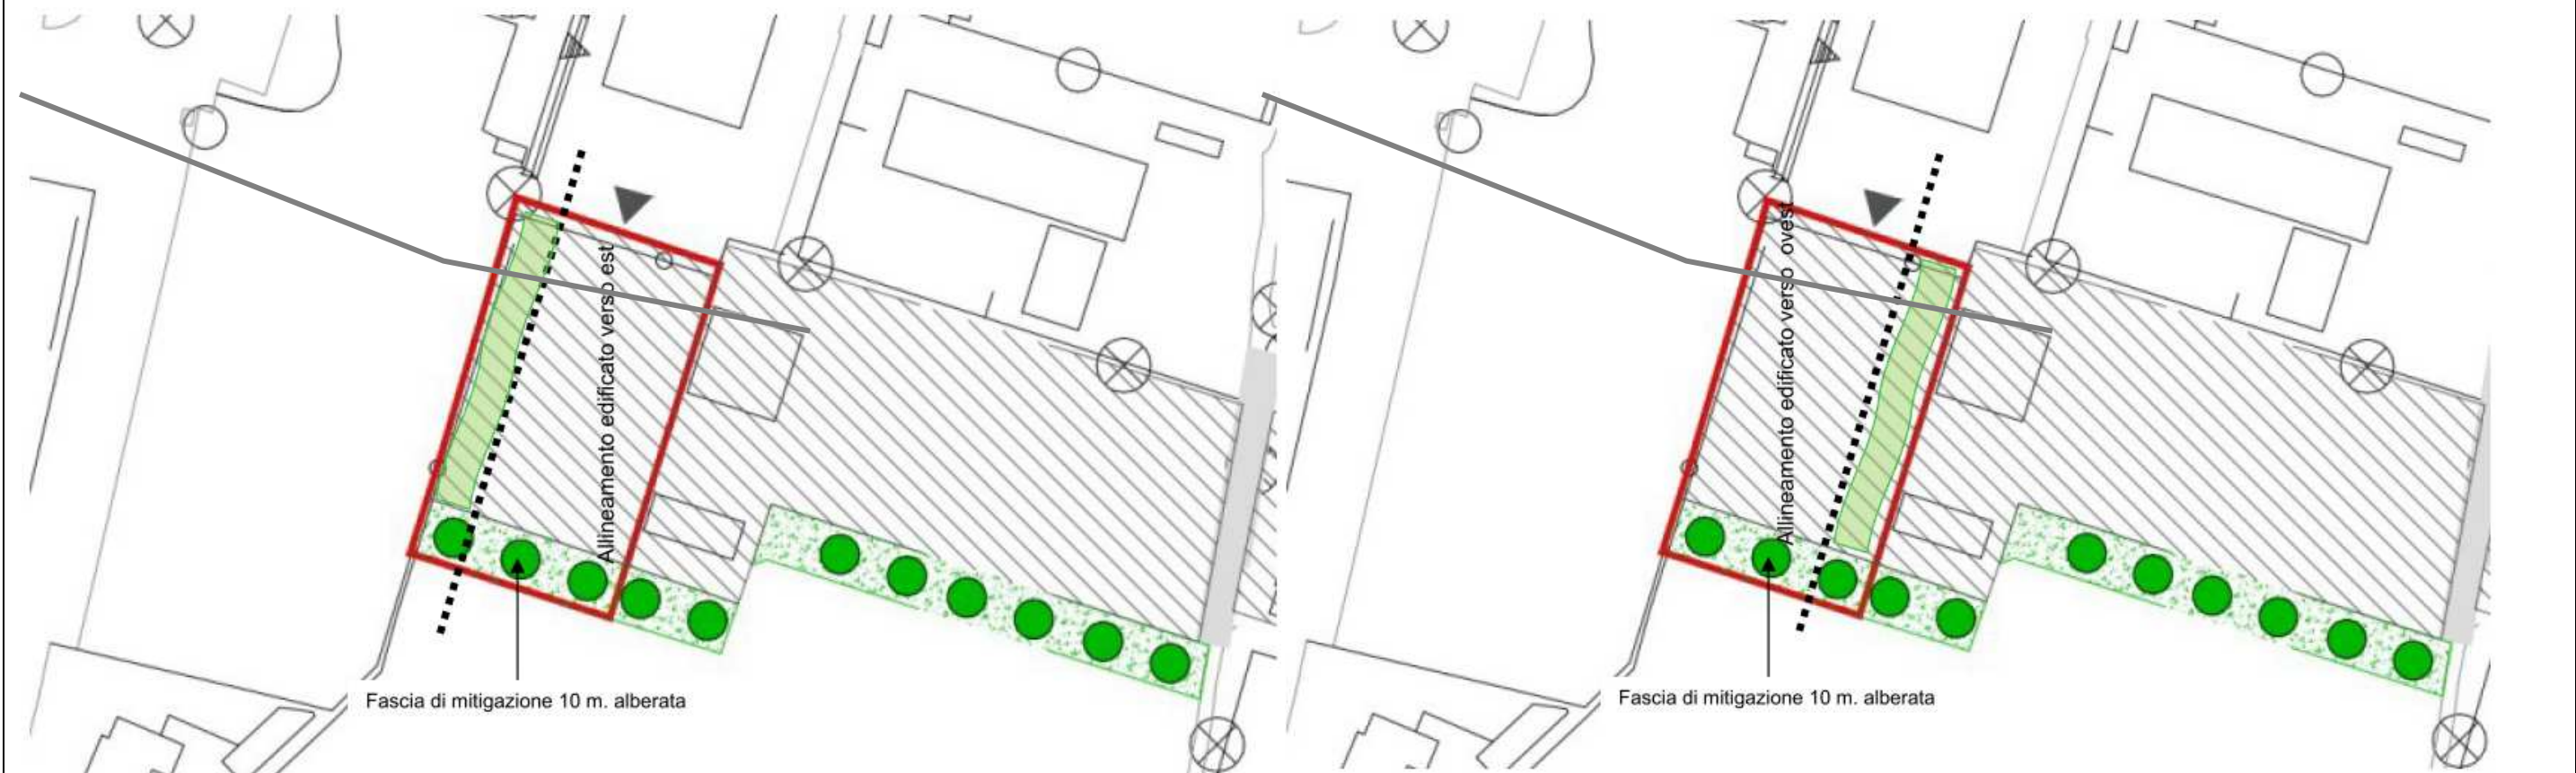 Allineamento edificato verso est
Fascia di mitigazione 10 m. alberata
Allineamento edificato verso ovest
Fascia di mitigazione 10 m. alberata